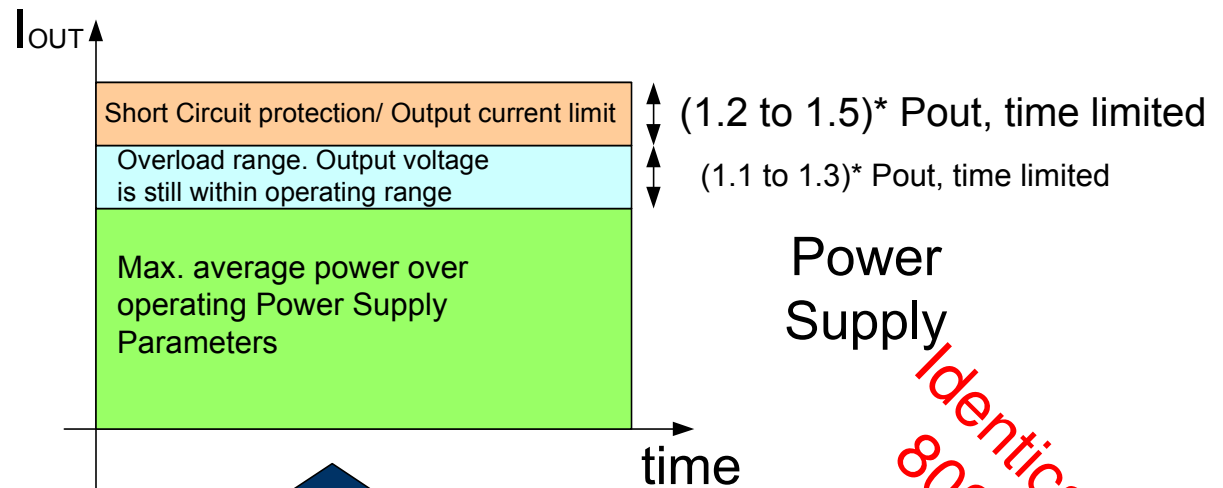 IOUT
Short Circuit protection/ Output current limit
(1.2 to 1.5)* Pout, time limited
Overload range. Output voltage
is still within operating range
(1.1 to 1.3)* Pout, time limited
Max. average power over
operating Power Supply
Parameters
Power
Supply
time